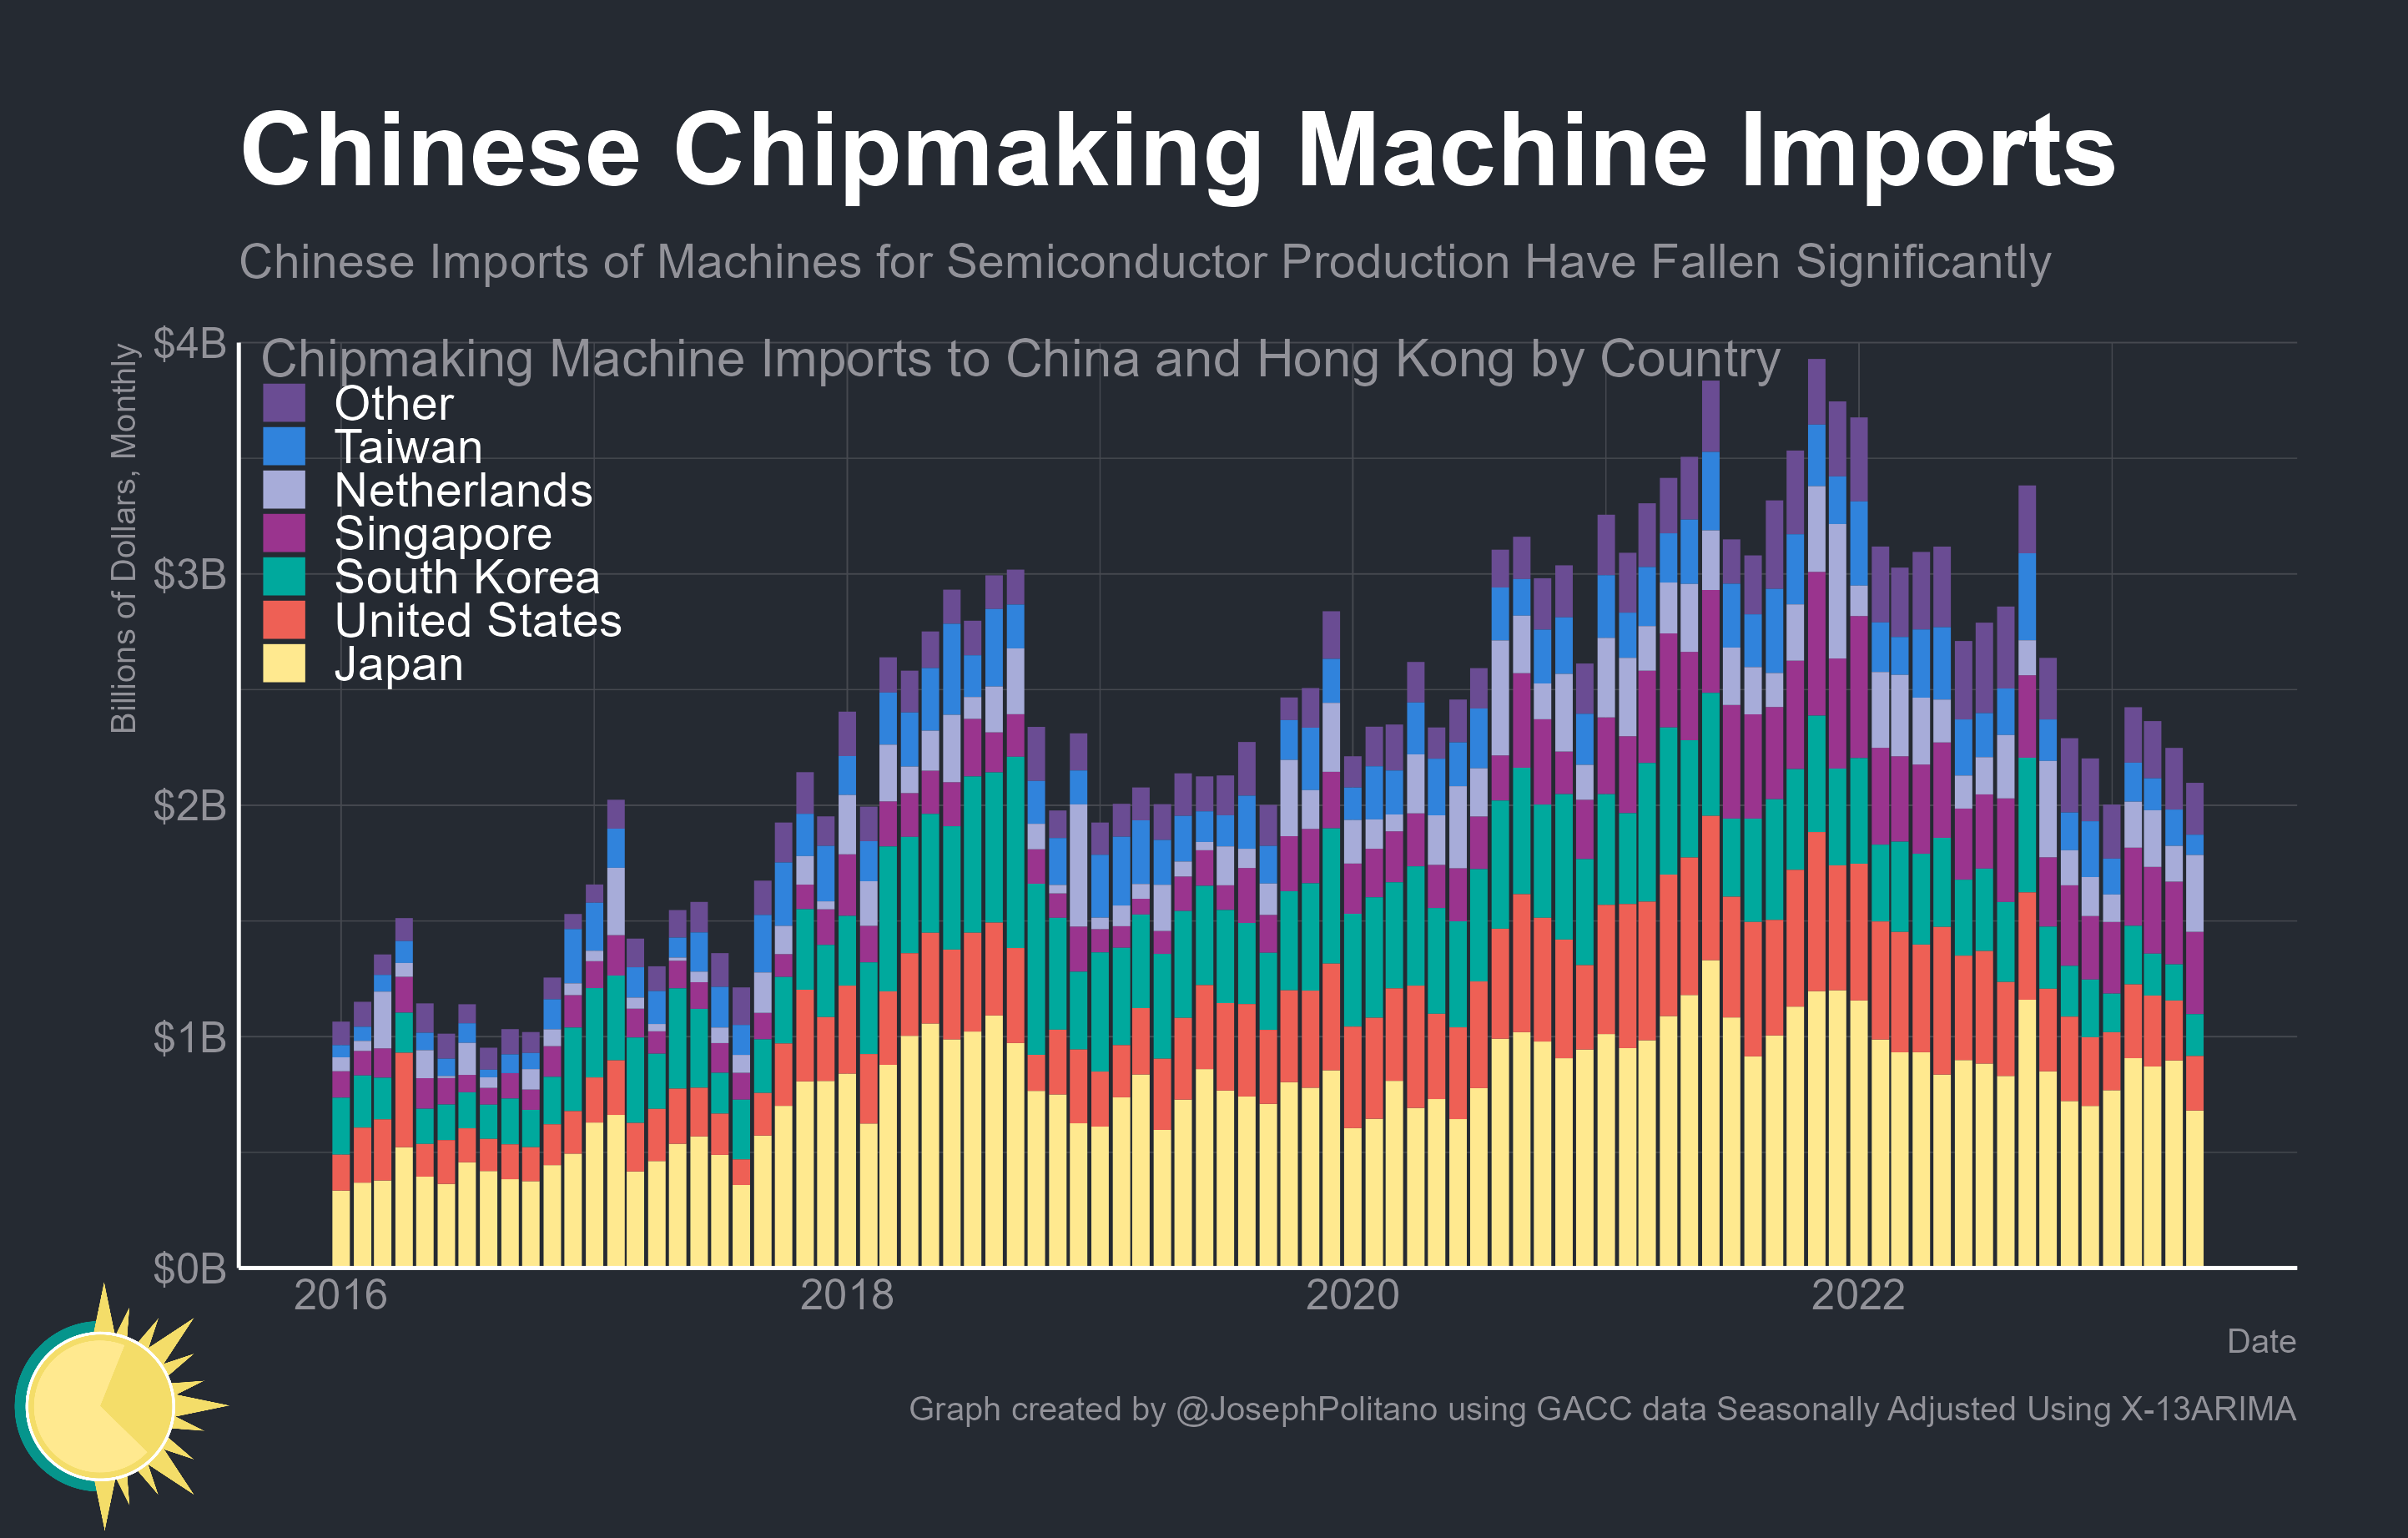 Chinese Chipmaking Machine Imports
Chinese Imports of Machines for Semiconductor Production Have Fallen Significantly
Billions of Dollars, Monthly
$4B
$3B
$2B
$1B
$0B
Chipmaking Machine Imports to China and Hong Kong by Country
Other
Taiwan
Netherlands
Singapore
South Korea
United States
Japan
2016
2018
2020
2022
Date
Graph created by @JosephPolitano using GACC data Seasonally Adjusted Using X-13ARIMA